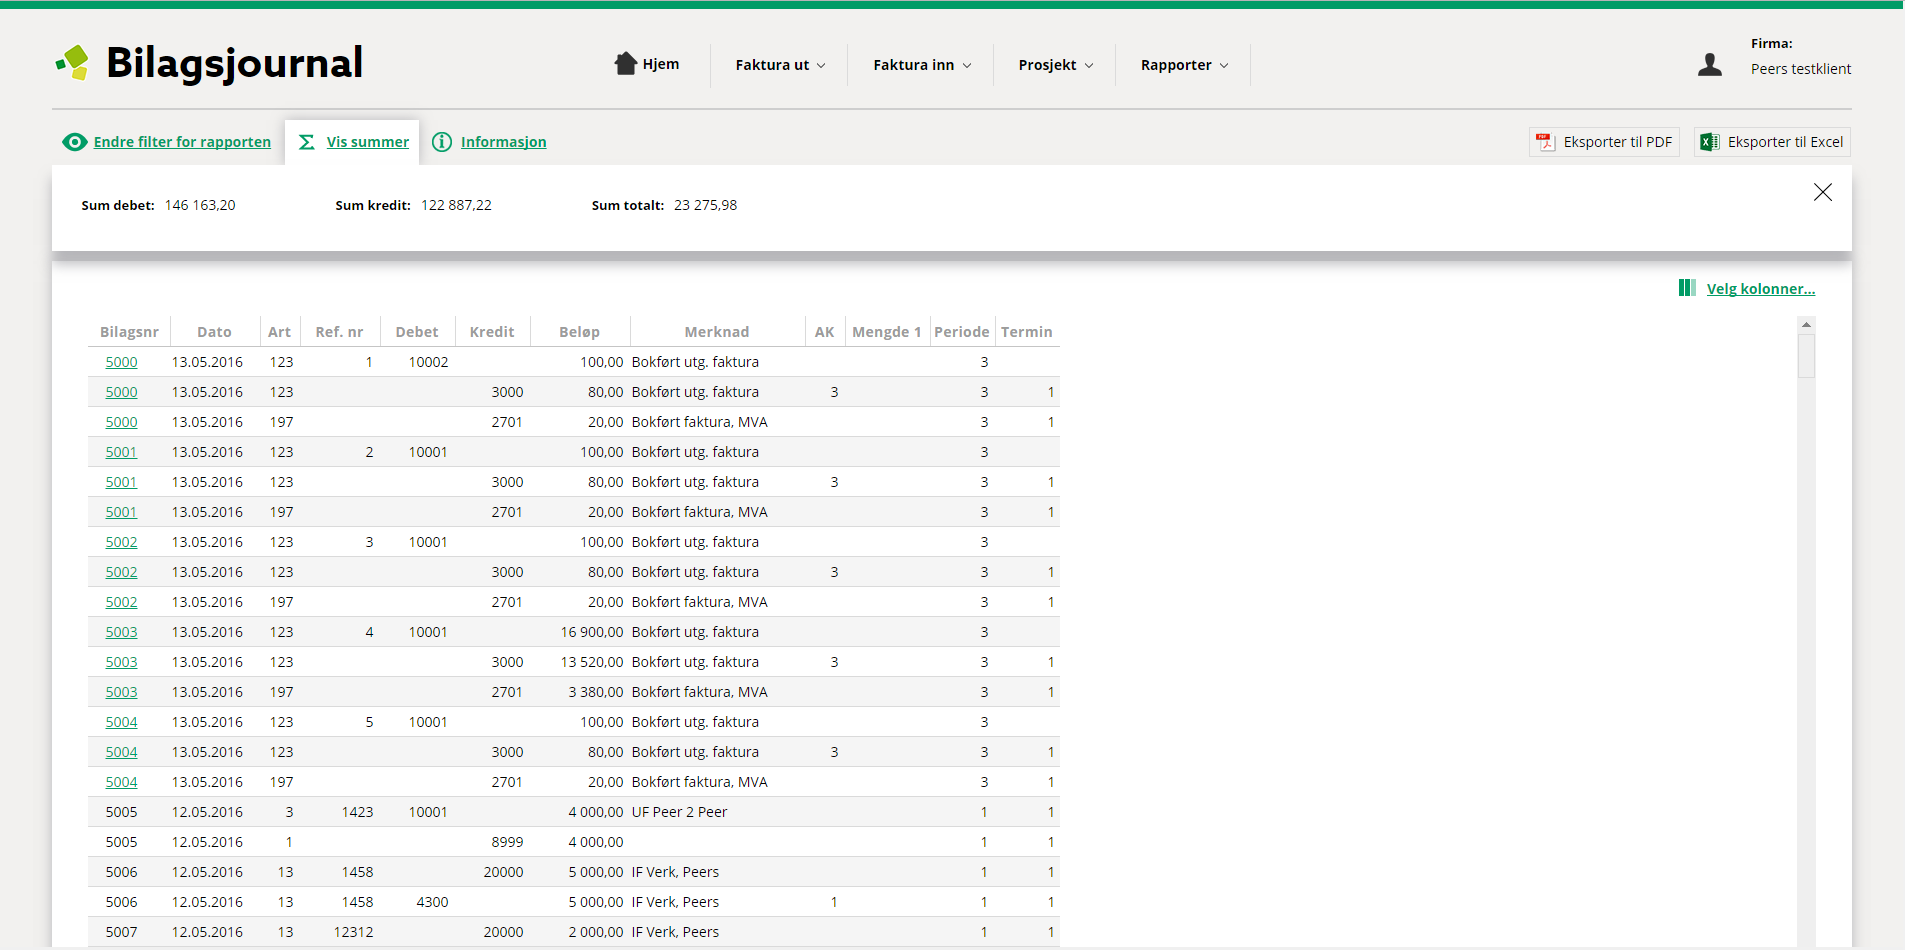 Bilagsjournal
Hjem Faktura ut Faktura inn Prosjekt Rapporter
Firma:
Peers testklient
Endre filter for rapporten Vis summer Informasjon Eksporter til PDF Eksporter til Excel
Sum debet: 146 163,20 Sum kredit: 122 887,22 Sum totalt: 23 275,98
Velg kolonner...
Bilagsnr Dato Art Ref. nr Debet Kredit Beløp Merknad AK Mengde 1 Periode Termin
5000 13.05.2016 123 1 10002 100,00 Bokført utg. faktura 3
5000 13.05.2016 123 3000 80,00 Bokført utg. faktura 3 3 1
5000 13.05.2016 197 2701 20,00 Bokført faktura, MVA 3 1
5001 13.05.2016 123 2 10001 100,00 Bokført utg. faktura 3
5001 13.05.2016 123 3000 80,00 Bokført utg. faktura 3 3 1
5001 13.05.2016 197 2701 20,00 Bokført faktura, MVA 3 1
5002 13.05.2016 123 3 10001 100,00 Bokført utg. faktura 3
5002 13.05.2016 123 3000 80,00 Bokført utg. faktura 3 3 1
5002 13.05.2016 197 2701 20,00 Bokført faktura, MVA 3 1
5003 13.05.2016 123 4 10001 16 900,00 Bokført utg. faktura 3
5003 13.05.2016 123 3000 13 520,00 Bokført utg. faktura 3 3 1
5003 13.05.2016 197 2701 3 380,00 Bokført faktura, MVA 3 1
5004 13.05.2016 123 5 10001 100,00 Bokført utg. faktura 3
5004 13.05.2016 123 3000 80,00 Bokført utg. faktura 3 3 1
5004 13.05.2016 197 2701 20,00 Bokført faktura, MVA 3 1
5005 12.05.2016 3 1423 10001 4 000,00 UF Peer 2 Peer 1 1
5005 12.05.2016 1 8999 4 000,00 1 1
5006 12.05.2016 13 1458 20000 5 000,00 IF Verk, Peers 1 1
5006 12.05.2016 13 1458 4300 5 000,00 IF Verk, Peers 1 1 1
5007 12.05.2016 13 12312 20000 2 000,00 IF Verk, Peers 1 1